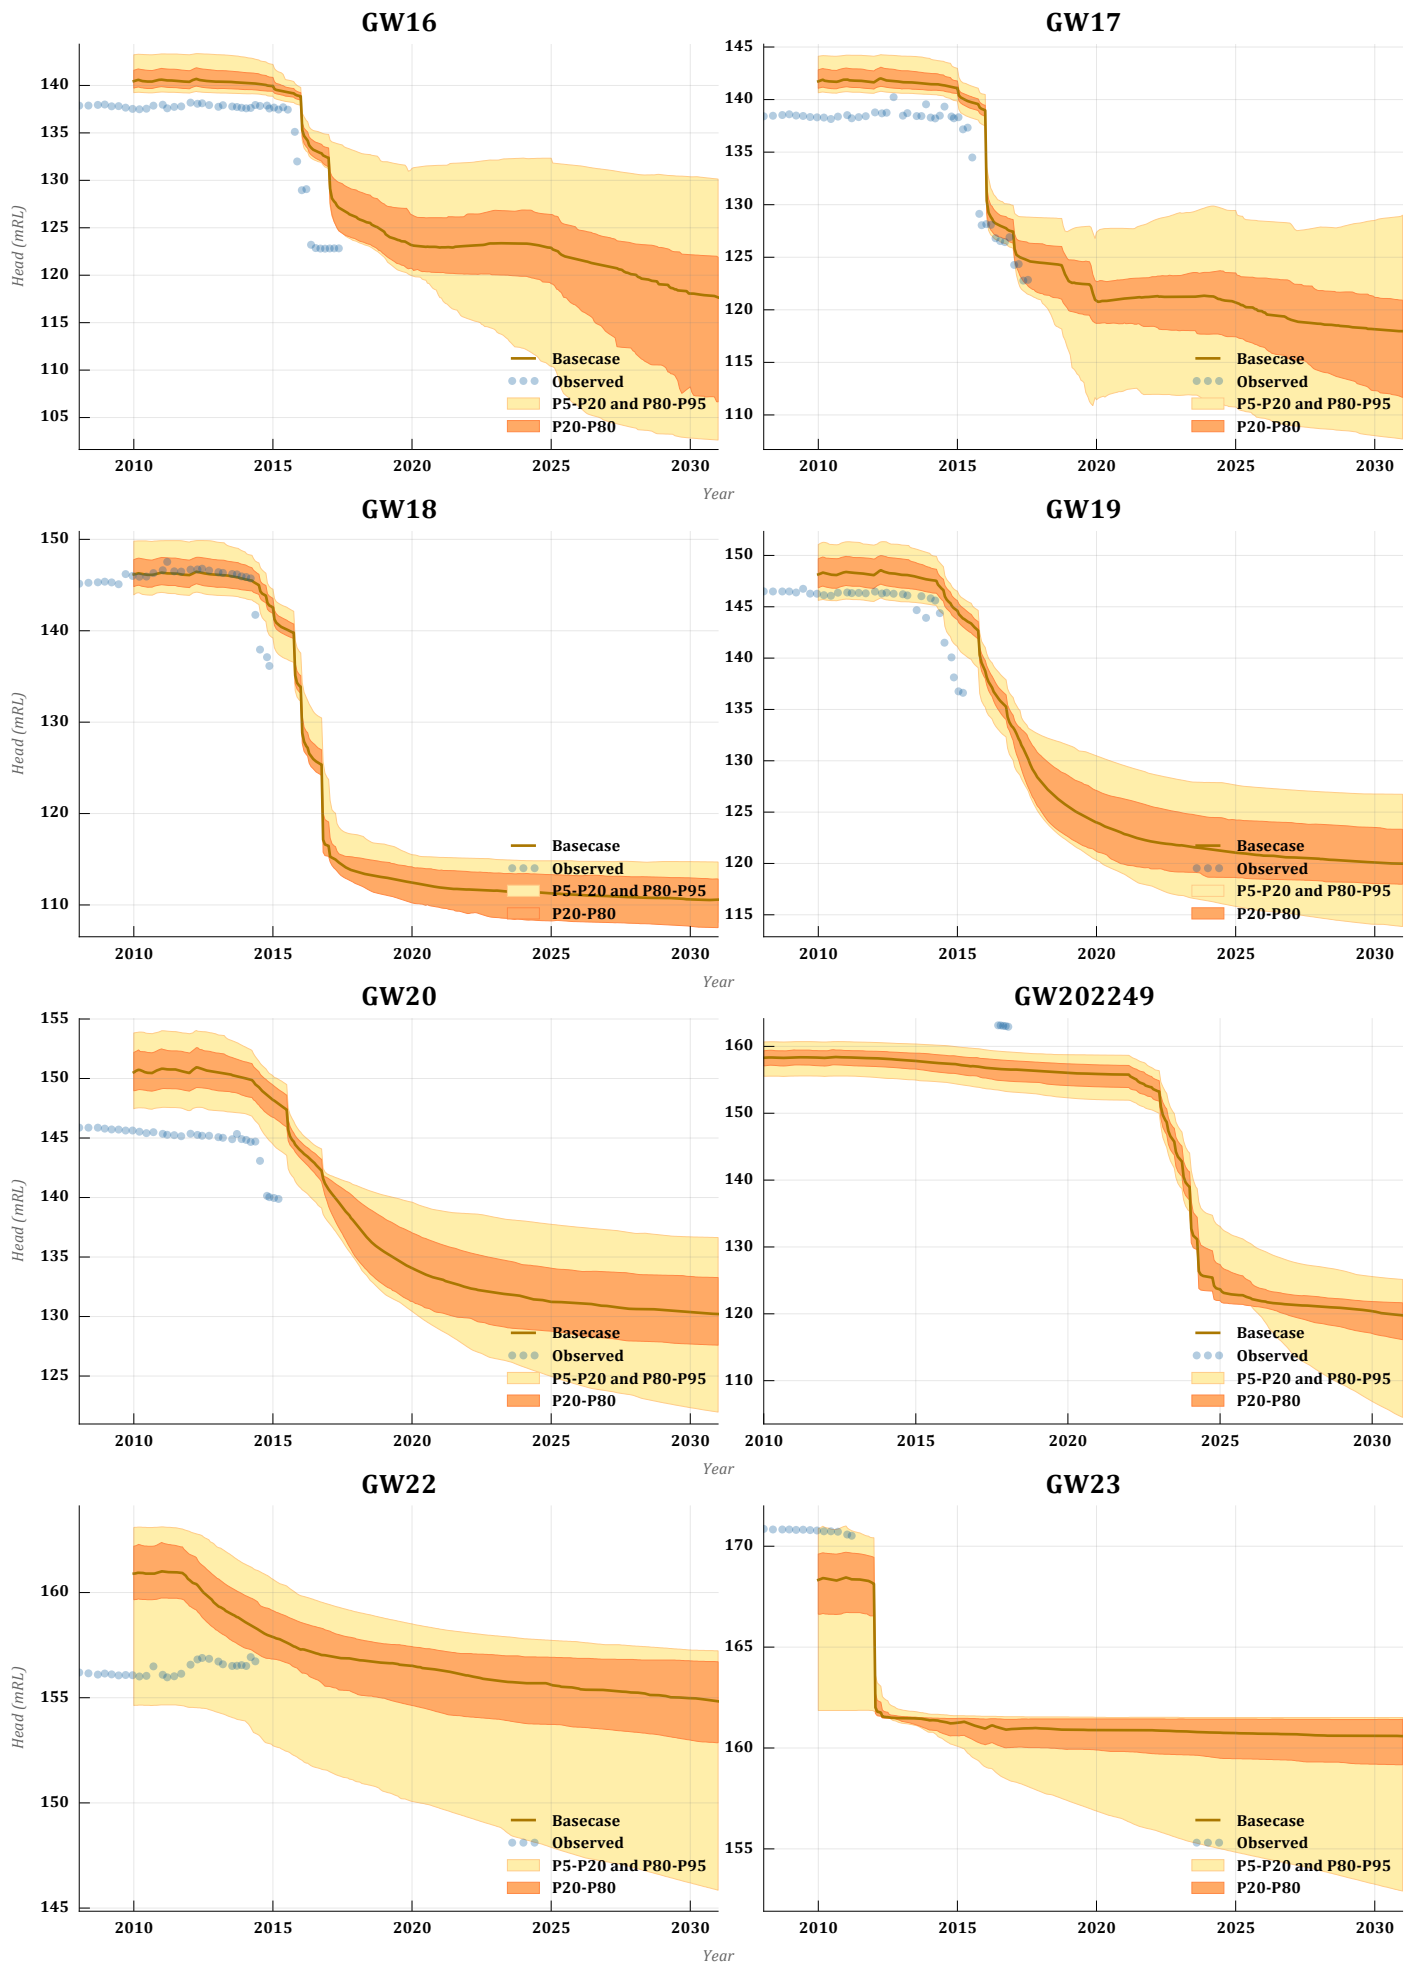 GW16
GW17
140
135
130
125
120
115
110
105
Head (mRL)
Basecase
Observed
P5-P20 and P80-P95
P20-P80
2010 2015 2020 2025 2030
145
140
135
130
125
120
115
110
Basecase
Observed
P5-P20 and P80-P95
P20-P80
2010 2015 2020 2025 2030
Year
GW18
GW19
150
140
130
120
110
Head (mRL)
Basecase
Observed
P5-P20 and P80-P95
P20-P80
2010 2015 2020 2025 2030
150
145
140
135
130
125
120
115
Basecase
Observed
P5-P20 and P80-P95
P20-P80
2010 2015 2020 2025 2030
Year
GW20
GW202249
155
150
145
140
135
130
125
Head (mRL)
Basecase
Observed
P5-P20 and P80-P95
P20-P80
2010 2015 2020 2025 2030
160
150
140
130
120
110
Basecase
Observed
P5-P20 and P80-P95
P20-P80
2010 2015 2020 2025 2030
Year
GW22
GW23
160
155
150
145
Head (mRL)
Basecase
Observed
P5-P20 and P80-P95
P20-P80
2010 2015 2020 2025 2030
170
165
160
155
Basecase
Observed
P5-P20 and P80-P95
P20-P80
2010 2015 2020 2025 2030
Year